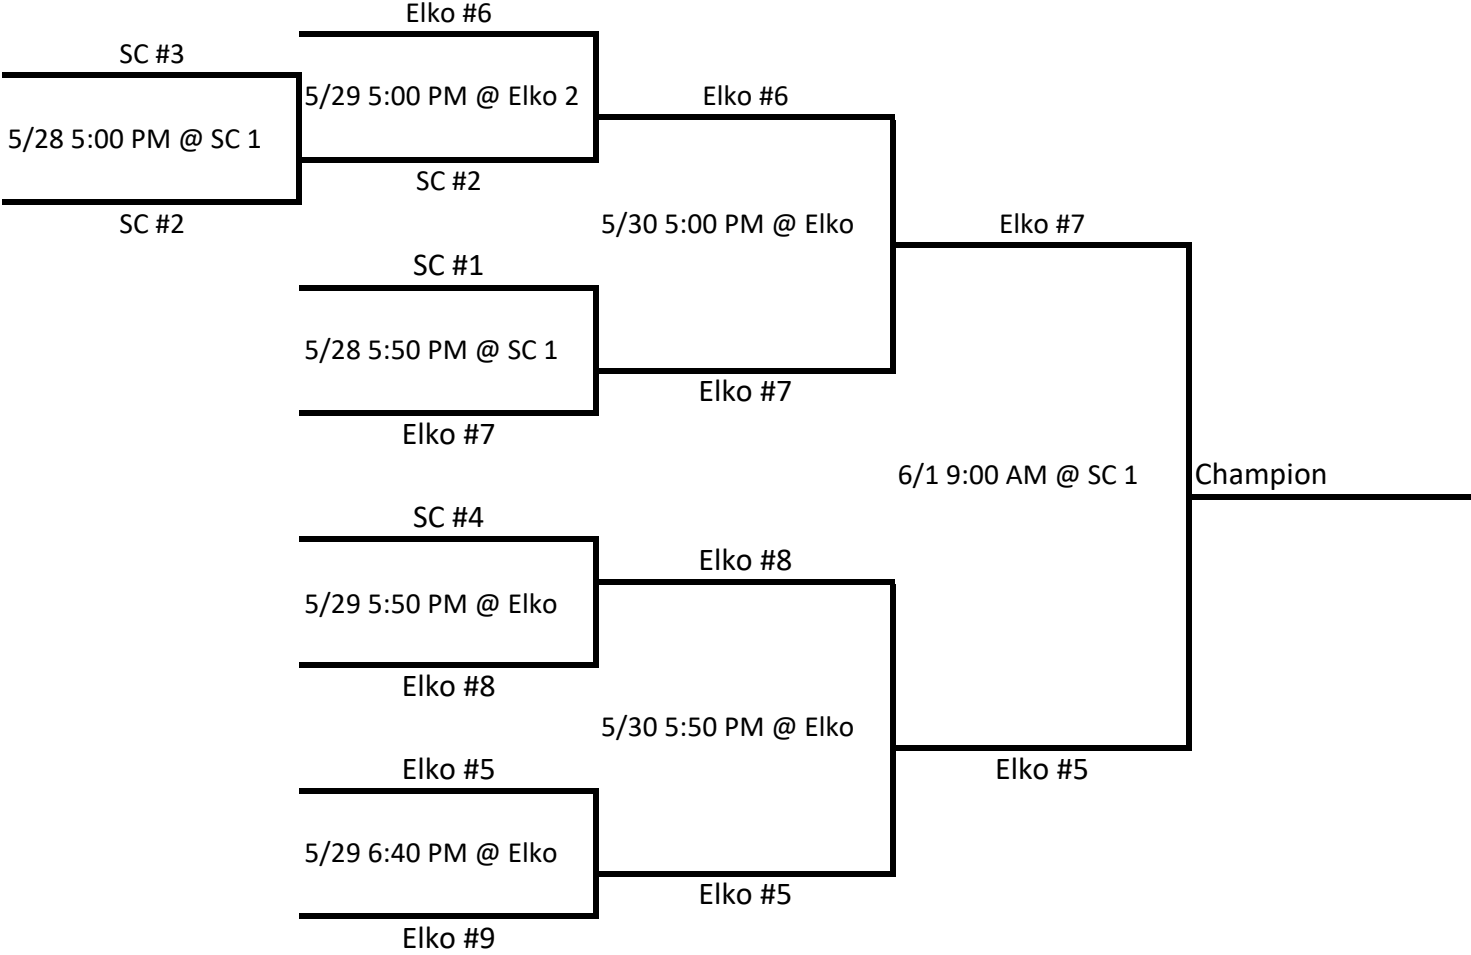 Elko #6
SC #3
5/29 5:00 PM @ Elko 2
Elko #6
5/28 5:00 PM @ SC 1
SC #2
SC #2
5/30 5:00 PM @ Elko
Elko #7
SC #1
5/28 5:50 PM @ SC 1
Elko #7
Elko #7
6/1 9:00 AM @ SC 1
Champion
SC #4
Elko #8
5/29 5:50 PM @ Elko
Elko #8
5/30 5:50 PM @ Elko
Elko #5
Elko #5
5/29 6:40 PM @ Elko
Elko #5
Elko #9